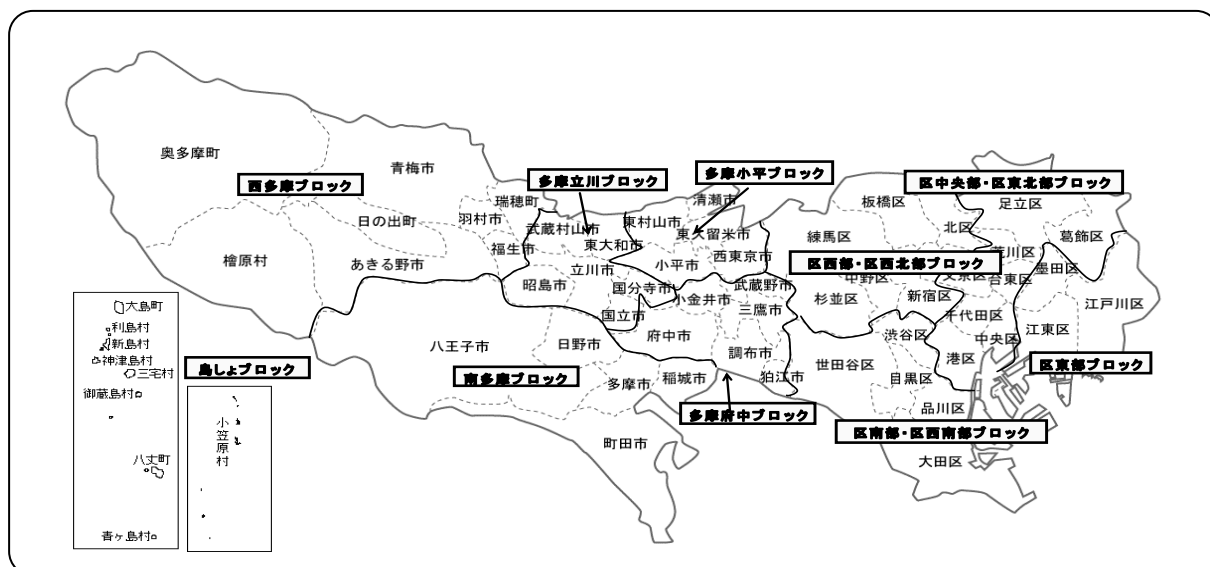 奥多摩町
青梅市
西多摩ブロック
多摩立川ブロック
多摩小平ブロック
区中央部・区東北部ブロック
瑞穂町
羽村市
日の出町
福生市
檜原村
あきる野市
武蔵村山市
東大和市
東村山市
清瀬市
東久留米市
小平市
西東京市
昭島市
立川市
国分寺市
国立市
小金井市
武蔵野市
三鷹市
府中市
調布市
狛江市
板橋区
練馬区
北区
足立区
葛飾区
荒川区
区西部・区西北部ブロック
中野区
杉並区
新宿区
文京区
台東区
墨田区
江戸川区
千代田区
中央区
江東区
渋谷区
港区
世田谷区
目黒区
品川区
大田区
区東部ブロック
区南部・区西南部ブロック
多摩府中ブロック
八王子市
日野市
南多摩ブロック
多摩市
稲城市
町田市
島しょブロック
大島町
利島村
新島村
神津島村
三宅村
御蔵島村
八丈町
青ヶ島村
小笠原村